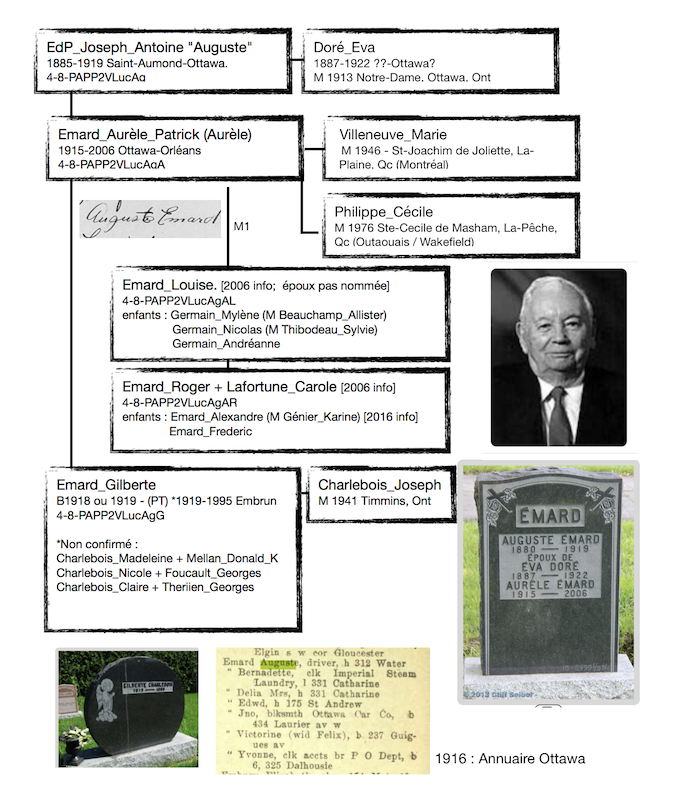 EdP_Joseph_Antoine "Auguste"
1885-1919 Saint-Aumond-Ottawa.
4-8-PAPP2VLucAg
Doré_Eva
1887-1922 ??-Ottawa?
M 1913 Notre-Dame, Ottawa, Ont
Emard_Aurèle_Patrick (Aurèle)
1915-2006 Ottawa-Orléans
4-8-PAPP2VLucAgA
Villeneuve_Marie
M 1946 - St-Joachim de Joliette, La-
Plaine, Qc (Montréal)
Philippe_Cécile
M 1976 Ste-Cecile de Masham, La-Pêche,
Qc (Outaouais / Wakefield)
Auguste Emard
M1
Emard_Louise. [2006 info; époux pas nommée]
4-8-PAPP2VLucAgAL
enfants : Germain_Mylène (M Beauchamp_Allister)
Germain_Nicolas (M Thibodeau_Sylvie)
Germain_Andréanne
Emard_Roger + Lafortune_Carole [2006 info]
4-8-PAPP2VLucAgAR
enfants : Emard_Alexandre (M Génier_Karine) [2016 info]
Emard_Frederic
Emard_Gilberte
B1918 ou 1919 - (PT) *1919-1995 Embrun
4-8-PAPP2VLucAgG
*Non confirmé :
Charlebois_Madeleine + Mellan_Donald_K
Charlebois_Nicole + Foucault_Georges
Charlebois_Claire + Theriien_Georges
Charlebois_Joseph
M 1941 Timmins, Ont
ÉMARD
AUGUSTE ÉMARD
1880 — 1919
ÉPOUX DE
EVA DORÉ
1887 — 1922
AURÈLE ÉMARD
1915 — 2006
© 2013 Cliff Seibel
GILBERTE CHARLEBOIS
Elgin s w cor Gloucester
Emard Auguste, driver, h 312 Water
" Bernadette, clk Imperial Steam
Laundry, l 331 Catharine
" Delia Mrs, h 331 Catharine
" Edwd, h 175 St Andrew
" Jno, blksmth Ottawa Car Co, b
434 Laurier av w
" Victorine (wid Felix), b 237 Guig-
ues av
" Yvonne, clk accts br P O Dept, b
6, 325 Dalhousie
1916 : Annuaire Ottawa